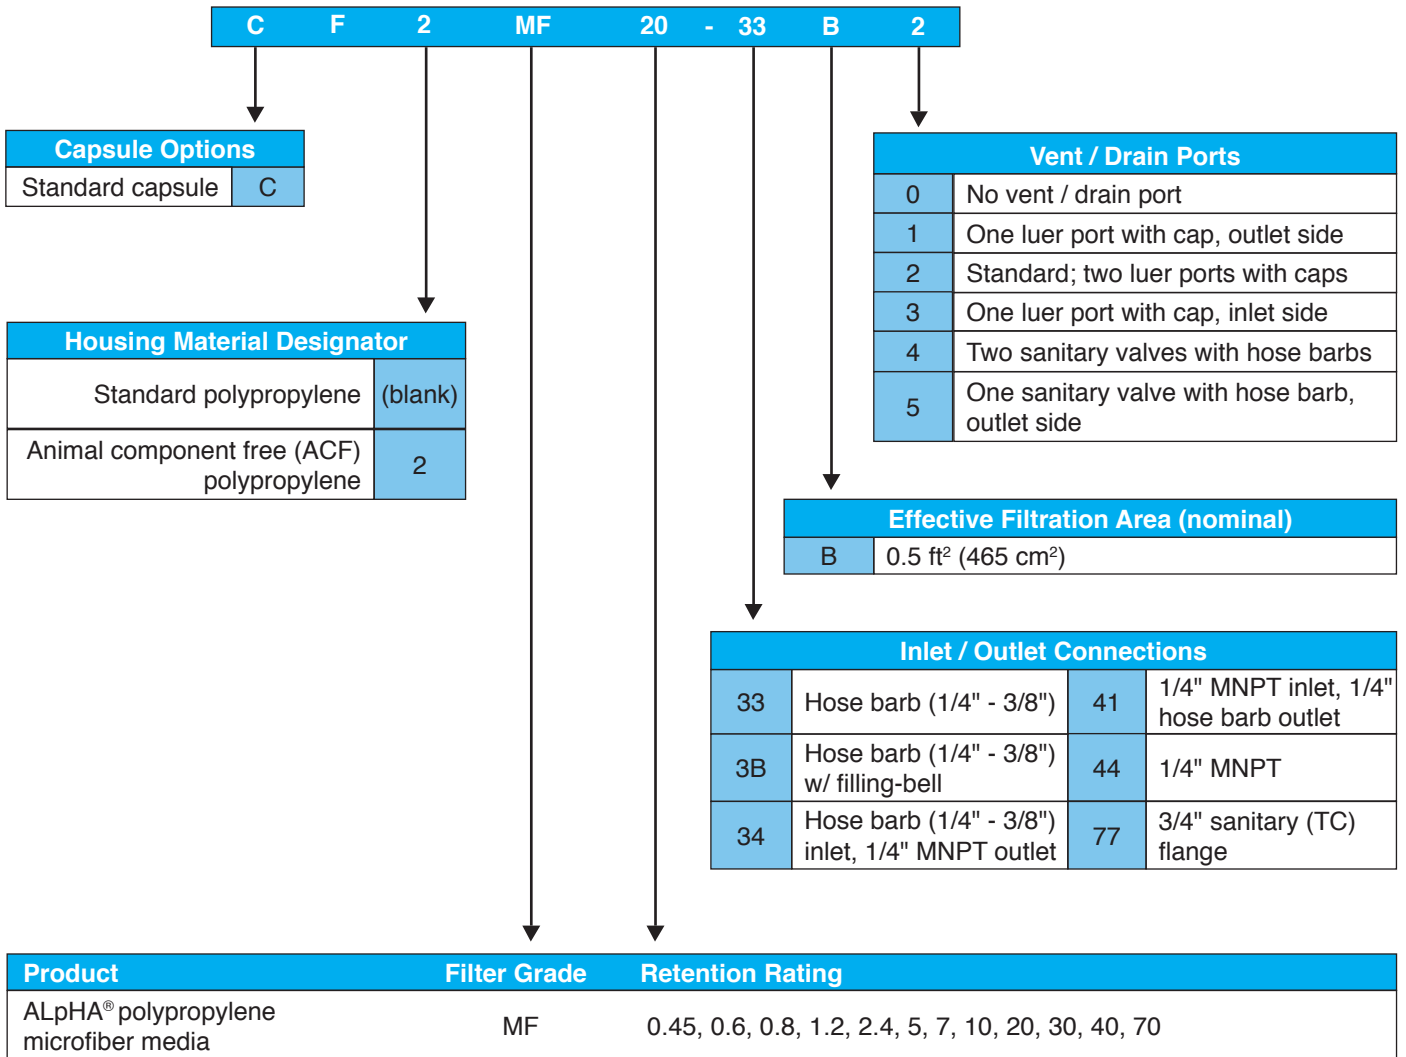 C F 2 MF 20 - 33 B 2
Capsule Options
Standard capsule C
Housing Material Designator
Standard polypropylene (blank)
Animal component free (ACF)
polypropylene 2
Vent / Drain Ports
0 No vent / drain port
1 One luer port with cap, outlet side
2 Standard; two luer ports with caps
3 One luer port with cap, inlet side
4 Two sanitary valves with hose barbs
5 One sanitary valve with hose barb,
outlet side
Effective Filtration Area (nominal)
B 0.5 ft² (465 cm²)
Inlet / Outlet Connections
33 Hose barb (1/4" - 3/8")
41 1/4" MNPT inlet, 1/4"
hose barb outlet
3B Hose barb (1/4" - 3/8")
w/ filling-bell
44 1/4" MNPT
34 Hose barb (1/4" - 3/8")
inlet, 1/4" MNPT outlet
77 3/4" sanitary (TC)
flange
Product Filter Grade Retention Rating
ALpHA® polypropylene
microfiber media MF 0.45, 0.6, 0.8, 1.2, 2.4, 5, 7, 10, 20, 30, 40, 70